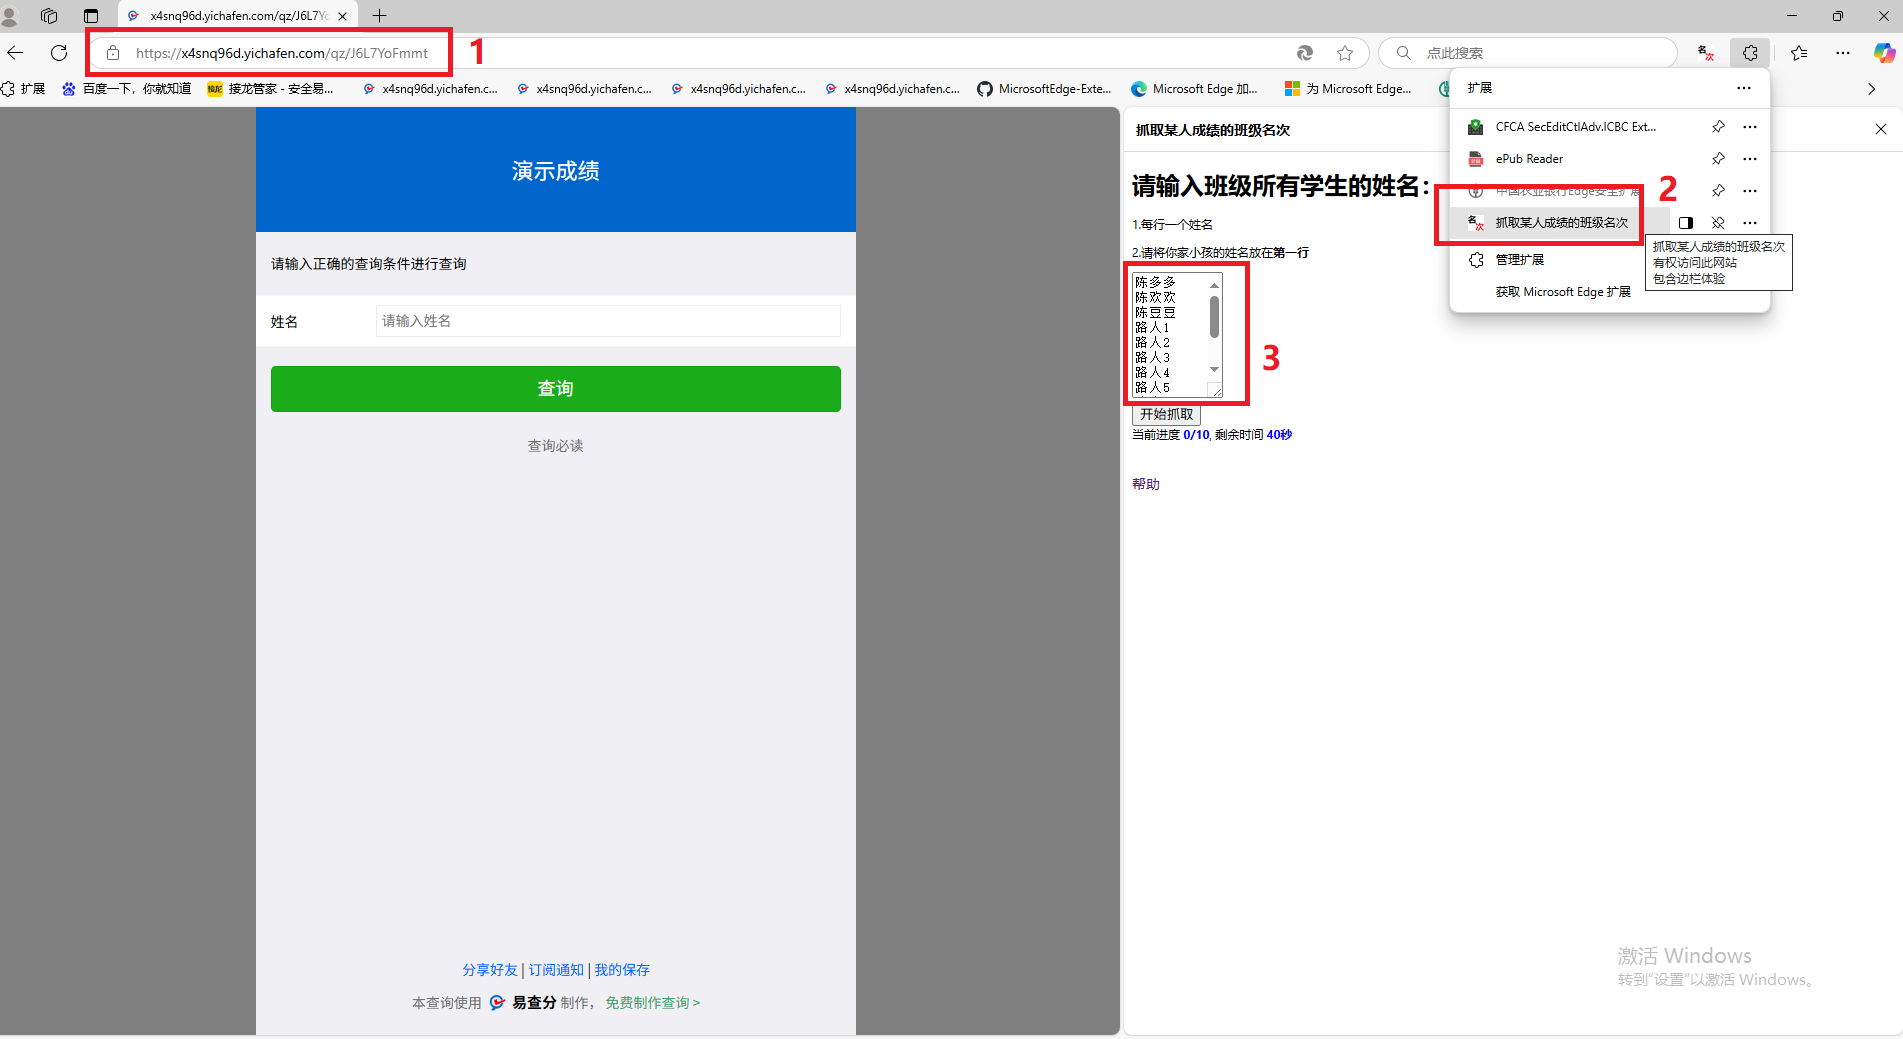 x4snq96d.yichafen.com/qz/J6L7Yo
https://x4snq96d.yichafen.com/qz/J6L7YoFmmt
1
点此搜索
名次
扩展
百度一下，你就知道
接龙管家 - 安全易...
x4snq96d.yichafen.c...
x4snq96d.yichafen.c...
x4snq96d.yichafen.c...
x4snq96d.yichafen.c...
MicrosoftEdge-Exte...
Microsoft Edge 加...
为 Microsoft Edge...
演示成绩
请输入正确的查询条件进行查询
姓名
请输入姓名
查询
查询必读
分享好友 | 订阅通知 | 我的保存
本查询使用 易查分 制作， 免费制作查询 >
抓取某人成绩的班级名次
请输入班级所有学生的姓名：
1.每行一个姓名
2.请将你家小孩的姓名放在第一行
陈多多
陈欢欢
陈豆豆
路人1
路人2
路人3
路人4
路人5
3
开始抓取
当前进度 0/10, 剩余时间 40秒
帮助
扩展
CFCA SecEditCtlAdv.ICBC Ext...
ePub Reader
中国农业银行Edge安全扩展
2
名次
抓取某人成绩的班级名次
管理扩展
获取 Microsoft Edge 扩展
抓取某人成绩的班级名次
有权访问此网站
包含边栏体验
激活 Windows
转到“设置”以激活 Windows。